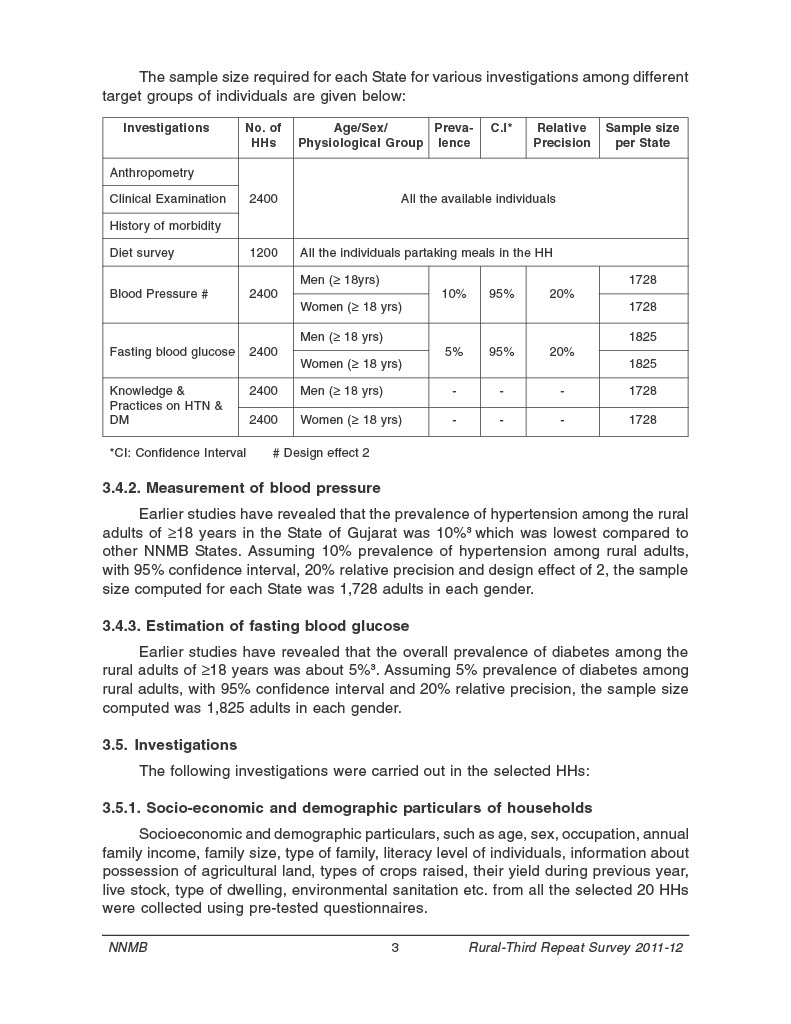 The sample size required for each State for various investigations among different
target groups of individuals are given below:
Investigations No. of HHs Age/Sex/ Physiological Group Preva- lence C.I* Relative Precision Sample size per State
Anthropometry
Clinical Examination 2400 All the available individuals
History of morbidity
Diet survey 1200 All the individuals partaking meals in the HH
Blood Pressure # 2400 Men (≥ 18yrs) 10% 95% 20% 1728
Women (≥ 18 yrs) 1728
Fasting blood glucose 2400 Men (≥ 18 yrs) 5% 95% 20% 1825
Women (≥ 18 yrs) 1825
Knowledge & Practices on HTN & DM 2400 Men (≥ 18 yrs) - - - 1728
2400 Women (≥ 18 yrs) - - - 1728
*CI: Confidence Interval # Design effect 2
3.4.2. Measurement of blood pressure
Earlier studies have revealed that the prevalence of hypertension among the rural
adults of ≥18 years in the State of Gujarat was 10%³ which was lowest compared to
other NNMB States. Assuming 10% prevalence of hypertension among rural adults,
with 95% confidence interval, 20% relative precision and design effect of 2, the sample
size computed for each State was 1,728 adults in each gender.
3.4.3. Estimation of fasting blood glucose
Earlier studies have revealed that the overall prevalence of diabetes among the
rural adults of ≥18 years was about 5%³. Assuming 5% prevalence of diabetes among
rural adults, with 95% confidence interval and 20% relative precision, the sample size
computed was 1,825 adults in each gender.
3.5. Investigations
The following investigations were carried out in the selected HHs:
3.5.1. Socio-economic and demographic particulars of households
Socioeconomic and demographic particulars, such as age, sex, occupation, annual
family income, family size, type of family, literacy level of individuals, information about
possession of agricultural land, types of crops raised, their yield during previous year,
live stock, type of dwelling, environmental sanitation etc. from all the selected 20 HHs
were collected using pre-tested questionnaires.
NNMB 3 Rural-Third Repeat Survey 2011-12